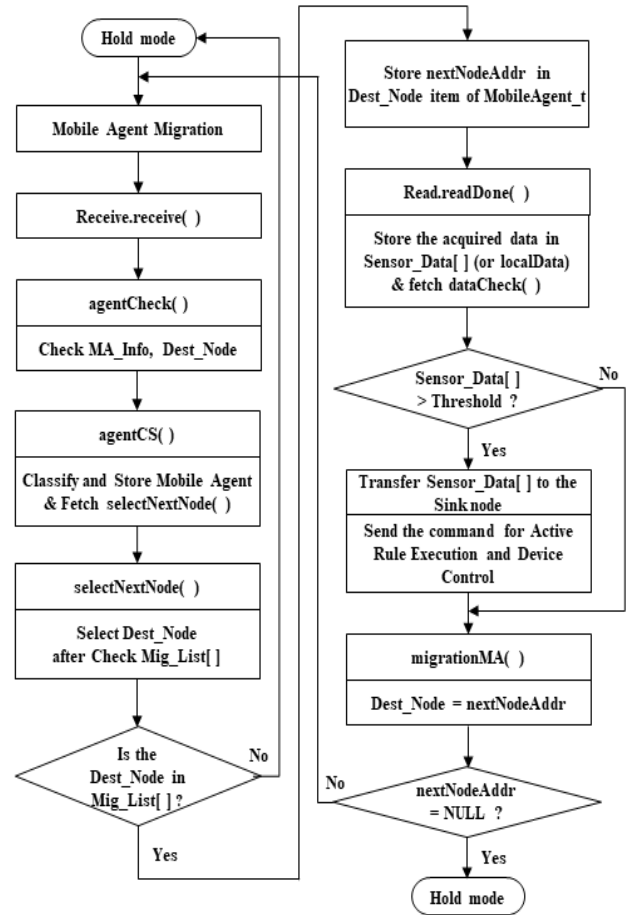 Hold mode
Mobile Agent Migration
Receive.receive( )
agentCheck( )
Check MA_Info, Dest_Node
agentCS( )
Classify and Store Mobile Agent
& Fetch selectNextNode( )
selectNextNode( )
Select Dest_Node
after Check Mig_List[ ]
Is the
Dest_Node in
Mig_List[ ] ?
No
Yes
Store nextNodeAddr in
Dest_Node item of MobileAgent_t
Read.readDone( )
Store the acquired data in
Sensor_Data[ ] (or localData)
& fetch dataCheck( )
Sensor_Data[ ]
> Threshold ?
No
Yes
Transfer Sensor_Data[ ] to the
Sink node
Send the command for Active
Rule Execution and Device
Control
migrationMA( )
Dest_Node = nextNodeAddr
nextNodeAddr
= NULL ?
No
Yes
Hold mode